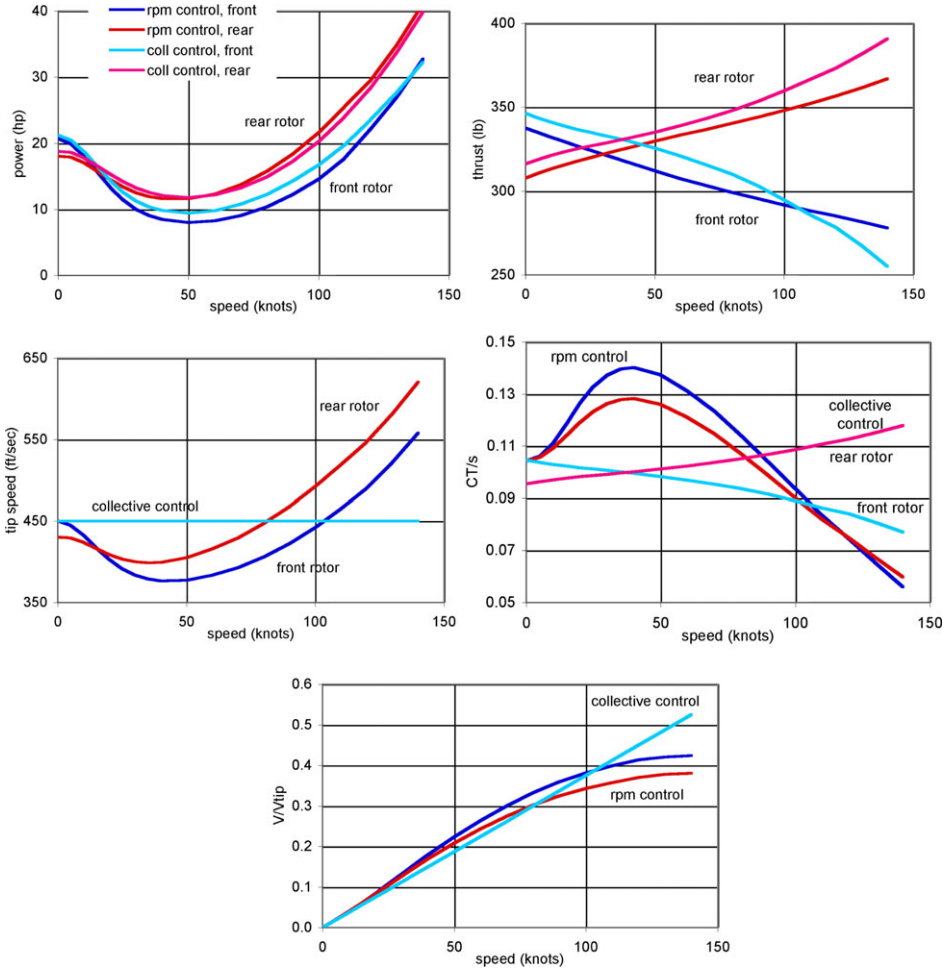 40
rpm control, front
rpm control, rear
coll control, front
coll control, rear
30
power (hp)
20
rear rotor
10
front rotor
0
0 50 100 150
speed (knots)
400
rear rotor
350
thrust (lb)
300
front rotor
250
0 50 100 150
speed (knots)
650
rear rotor
550
tip speed (ft/sec)
collective control
450
front rotor
350
0 50 100 150
speed (knots)
0.15
rpm control
0.13
collective
control
0.11
rear rotor
CT/s
0.09
front rotor
0.07
0.05
0 50 100 150
speed (knots)
0.6
collective control
0.5
0.4
rpm control
V/Vtip
0.3
0.2
0.1
0.0
0 50 100 150
speed (knots)